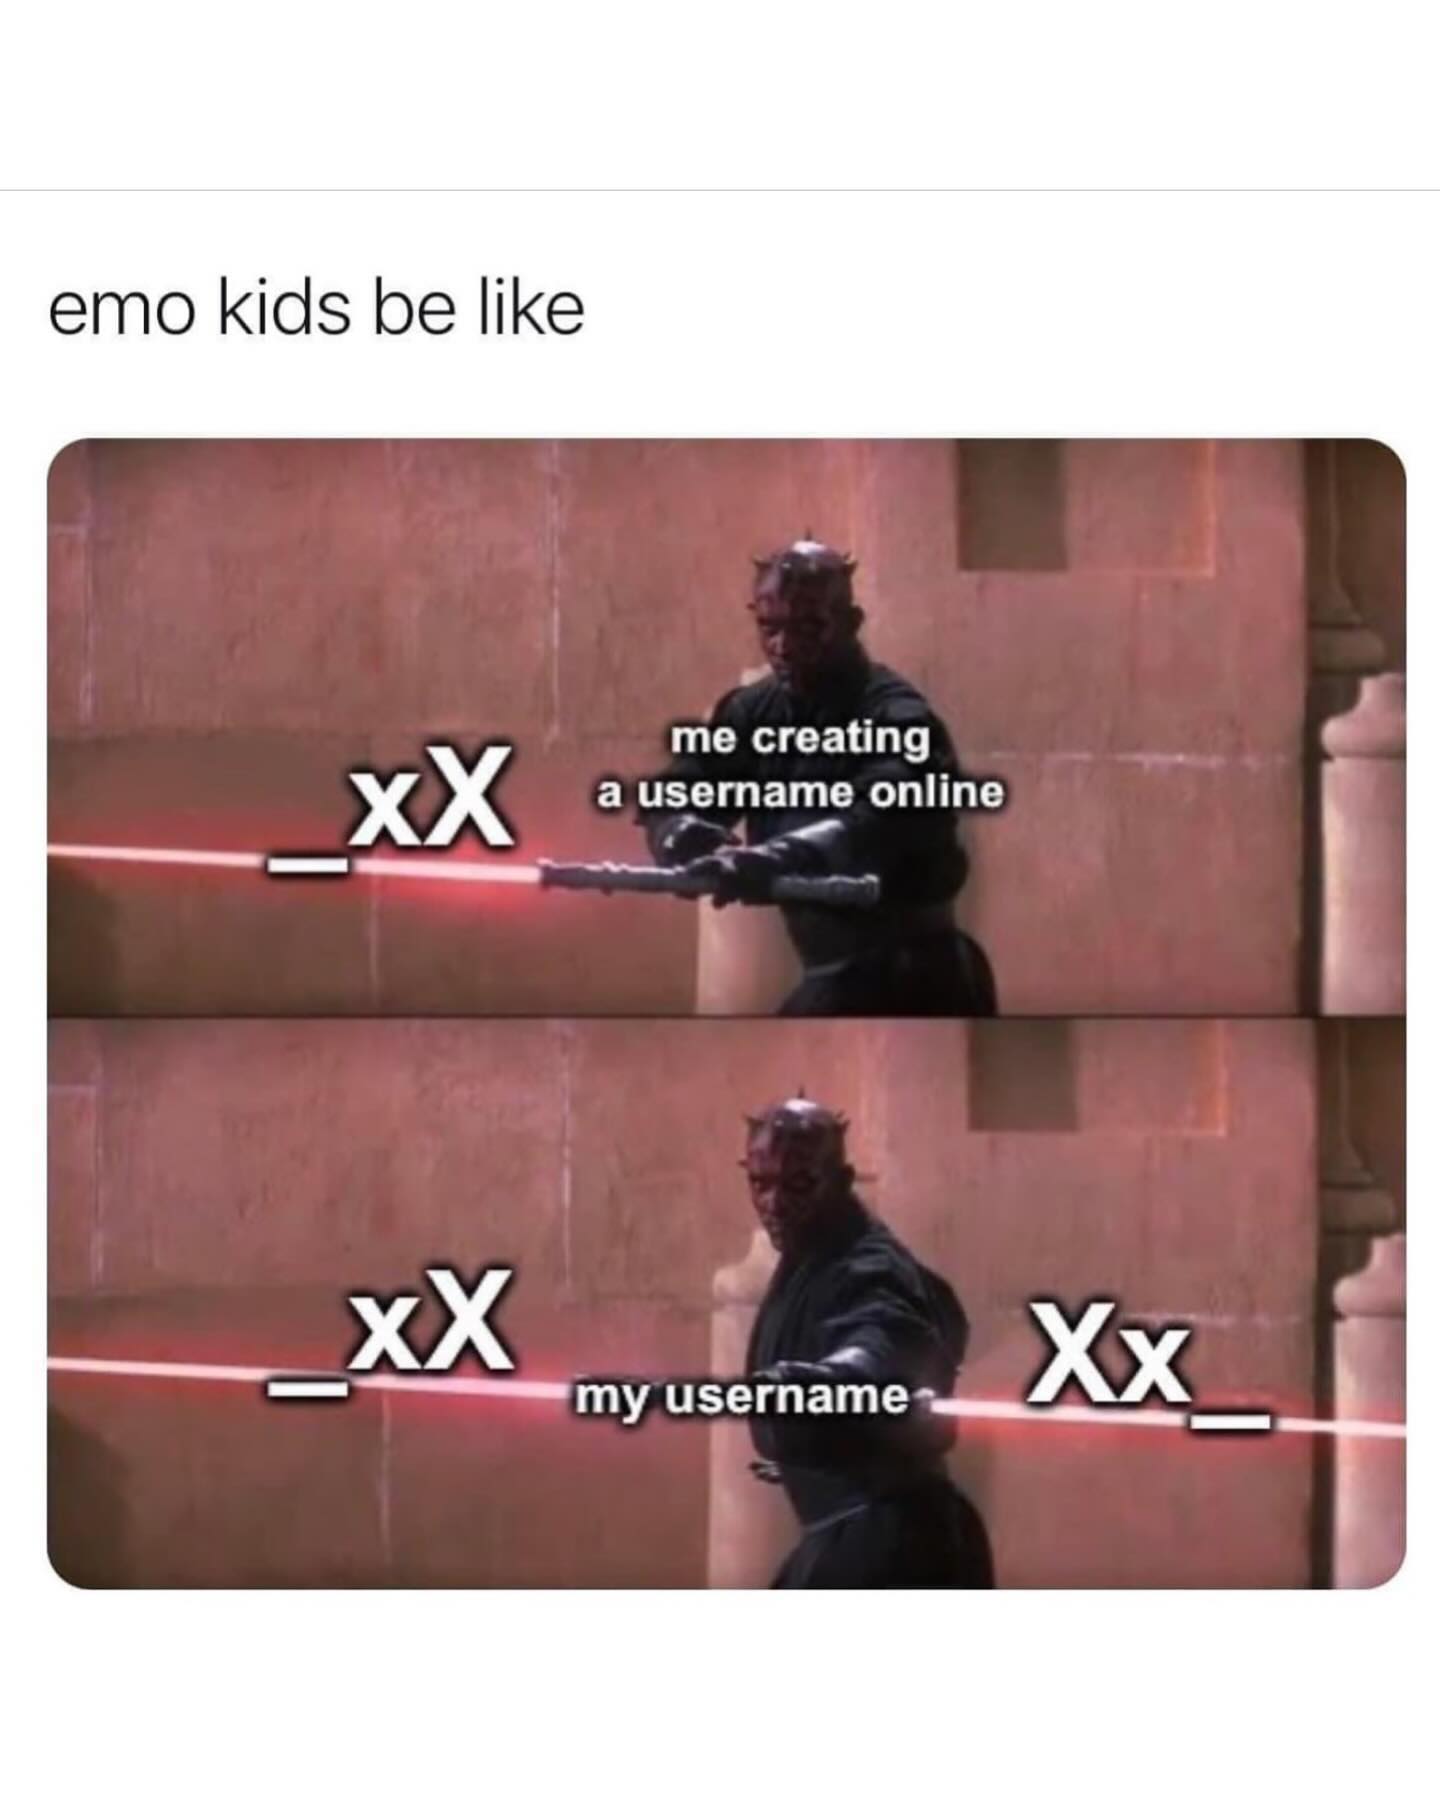 emo kids be like
_xX
me creating
a username online
_xX
my username
Xx_